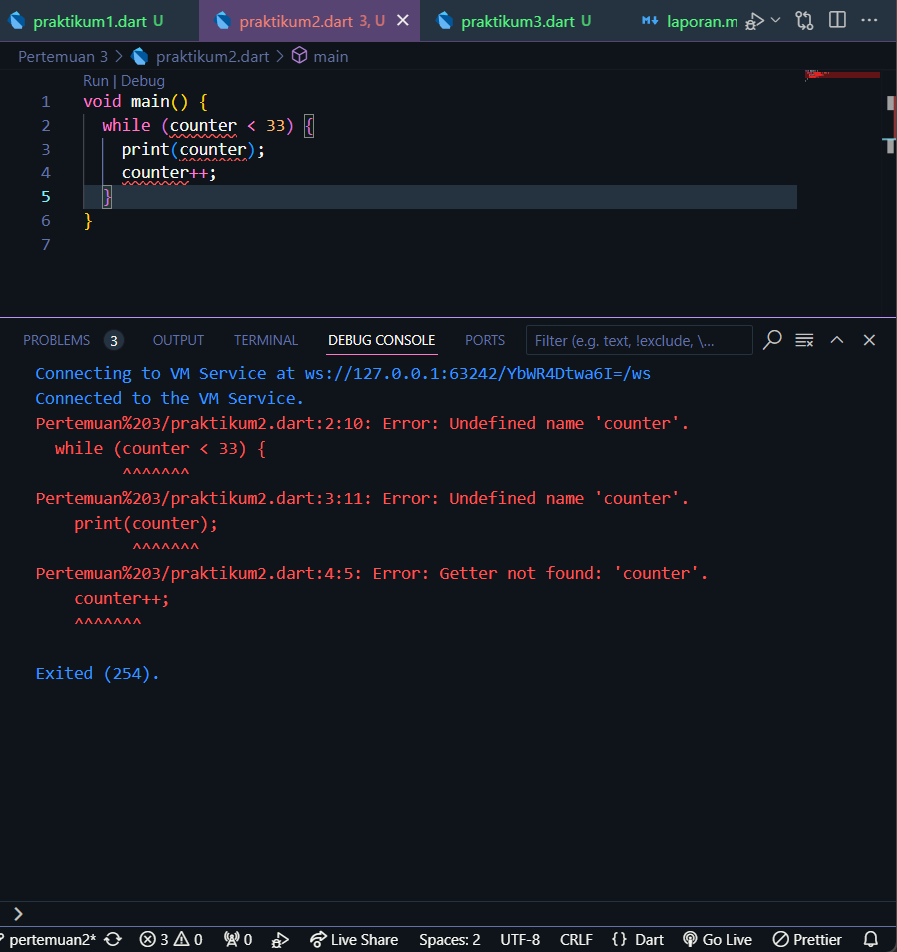 praktikum1.dart U praktikum2.dart 3, U praktikum3.dart U laporan.m
Pertemuan 3 > praktikum2.dart > main
Run | Debug
1 void main() {
2 while (counter < 33) {
3 print(counter);
4 counter++;
5 }
6 }
7
PROBLEMS 3 OUTPUT TERMINAL DEBUG CONSOLE PORTS Filter (e.g. text, !exclude, \...
Connecting to VM Service at ws://127.0.0.1:63242/YbWR4Dtwa6I=/ws
Connected to the VM Service.
Pertemuan%203/praktikum2.dart:2:10: Error: Undefined name 'counter'.
while (counter < 33) {
^^^^^^^
Pertemuan%203/praktikum2.dart:3:11: Error: Undefined name 'counter'.
print(counter);
^^^^^^^
Pertemuan%203/praktikum2.dart:4:5: Error: Getter not found: 'counter'.
counter++;
^^^^^^^
Exited (254).
>
pertemuan2* 3 0 0 Live Share Spaces: 2 UTF-8 CRLF {} Dart Go Live Prettier